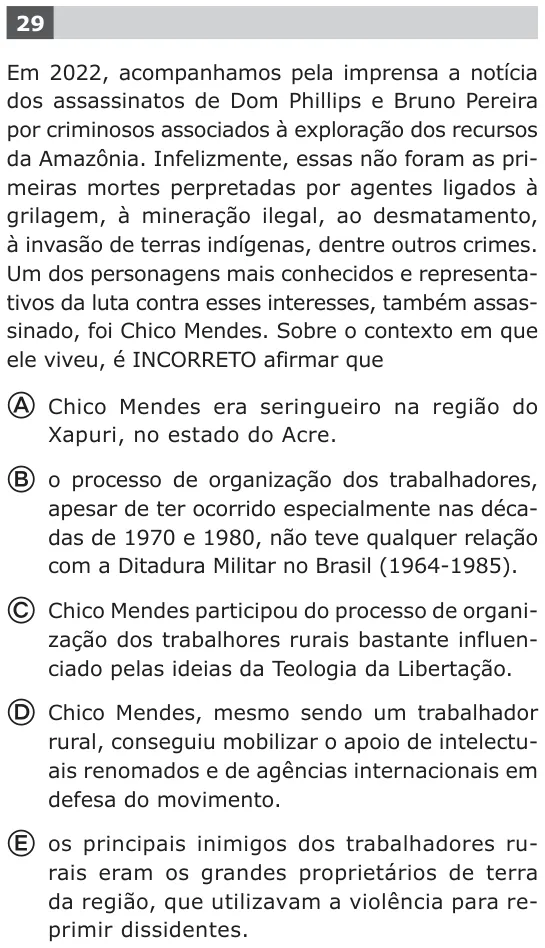 29
Em 2022, acompanhamos pela imprensa a notícia
dos assassinatos de Dom Phillips e Bruno Pereira
por criminosos associados à exploração dos recursos
da Amazônia. Infelizmente, essas não foram as pri-
meiras mortes perpretadas por agentes ligados à
grilagem, à mineração ilegal, ao desmatamento,
à invasão de terras indígenas, dentre outros crimes.
Um dos personagens mais conhecidos e representa-
tivos da luta contra esses interesses, também assas-
sinado, foi Chico Mendes. Sobre o contexto em que
ele viveu, é INCORRETO afirmar que
A Chico Mendes era seringueiro na região do
Xapuri, no estado do Acre.
B o processo de organização dos trabalhadores,
apesar de ter ocorrido especialmente nas déca-
das de 1970 e 1980, não teve qualquer relação
com a Ditadura Militar no Brasil (1964-1985).
C Chico Mendes participou do processo de organi-
zação dos trabalhores rurais bastante influen-
ciado pelas ideias da Teologia da Libertação.
D Chico Mendes, mesmo sendo um trabalhador
rural, conseguiu mobilizar o apoio de intelectu-
ais renomados e de agências internacionais em
defesa do movimento.
E os principais inimigos dos trabalhadores ru-
rais eram os grandes proprietários de terra
da região, que utilizavam a violência para re-
primir dissidentes.